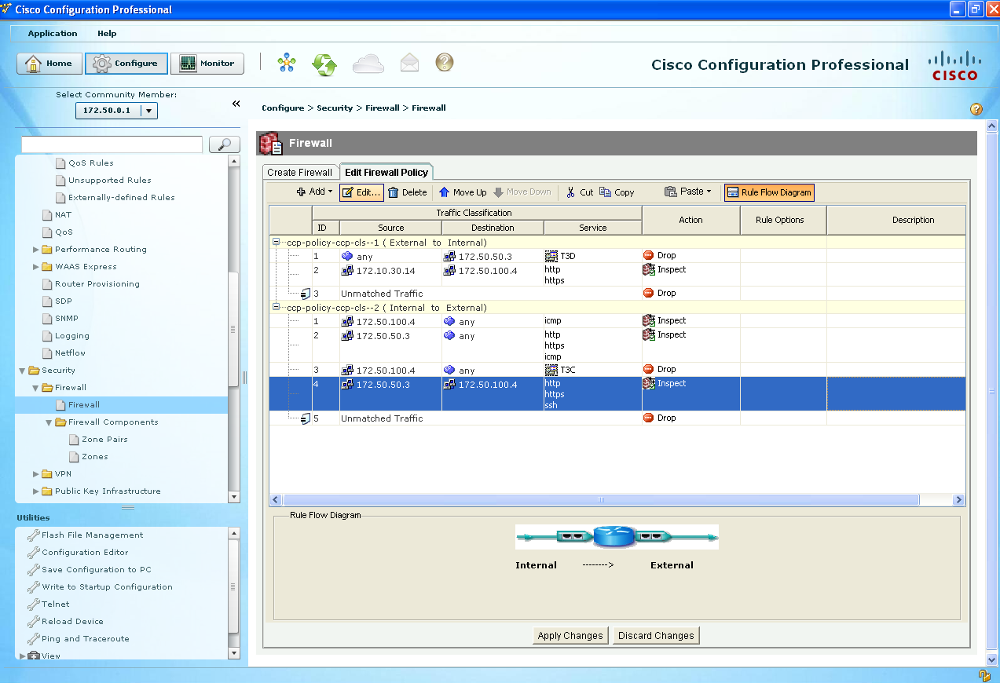 Cisco Configuration Professional
Application Help
Home Configure Monitor
Cisco Configuration Professional
CISCO
Select Community Member:
172.50.0.1
«
Configure > Security > Firewall > Firewall
QoS Rules
Unsupported Rules
Externally-defined Rules
NAT
QoS
Performance Routing
WAAS Express
Router Provisioning
SDP
SNMP
Logging
Netflow
Security
Firewall
Firewall
Firewall Components
Zone Pairs
Zones
VPN
Public Key Infrastructure
Utilities
Flash File Management
Configuration Editor
Save Configuration to PC
Write to Startup Configuration
Telnet
Reload Device
Ping and Traceroute
View
Firewall
Create Firewall Edit Firewall Policy
Add Edit... Delete Move Up Move Down Cut Copy Paste Rule Flow Diagram
Traffic Classification Action Rule Options Description
ID Source Destination Service
ccp-policy-ccp-cls--1 ( External to Internal)
1 any 172.50.50.3 T3D Drop
2 172.10.30.14 172.50.100.4 http Inspect
https
3 Unmatched Traffic Drop
ccp-policy-ccp-cls--2 ( Internal to External)
1 172.50.100.4 any icmp Inspect
2 172.50.50.3 any http Inspect
https
icmp
3 172.50.100.4 any T3C Drop
4 172.50.50.3 172.50.100.4 http Inspect
https
ssh
5 Unmatched Traffic Drop
Rule Flow Diagram
Internal --------> External
Apply Changes Discard Changes